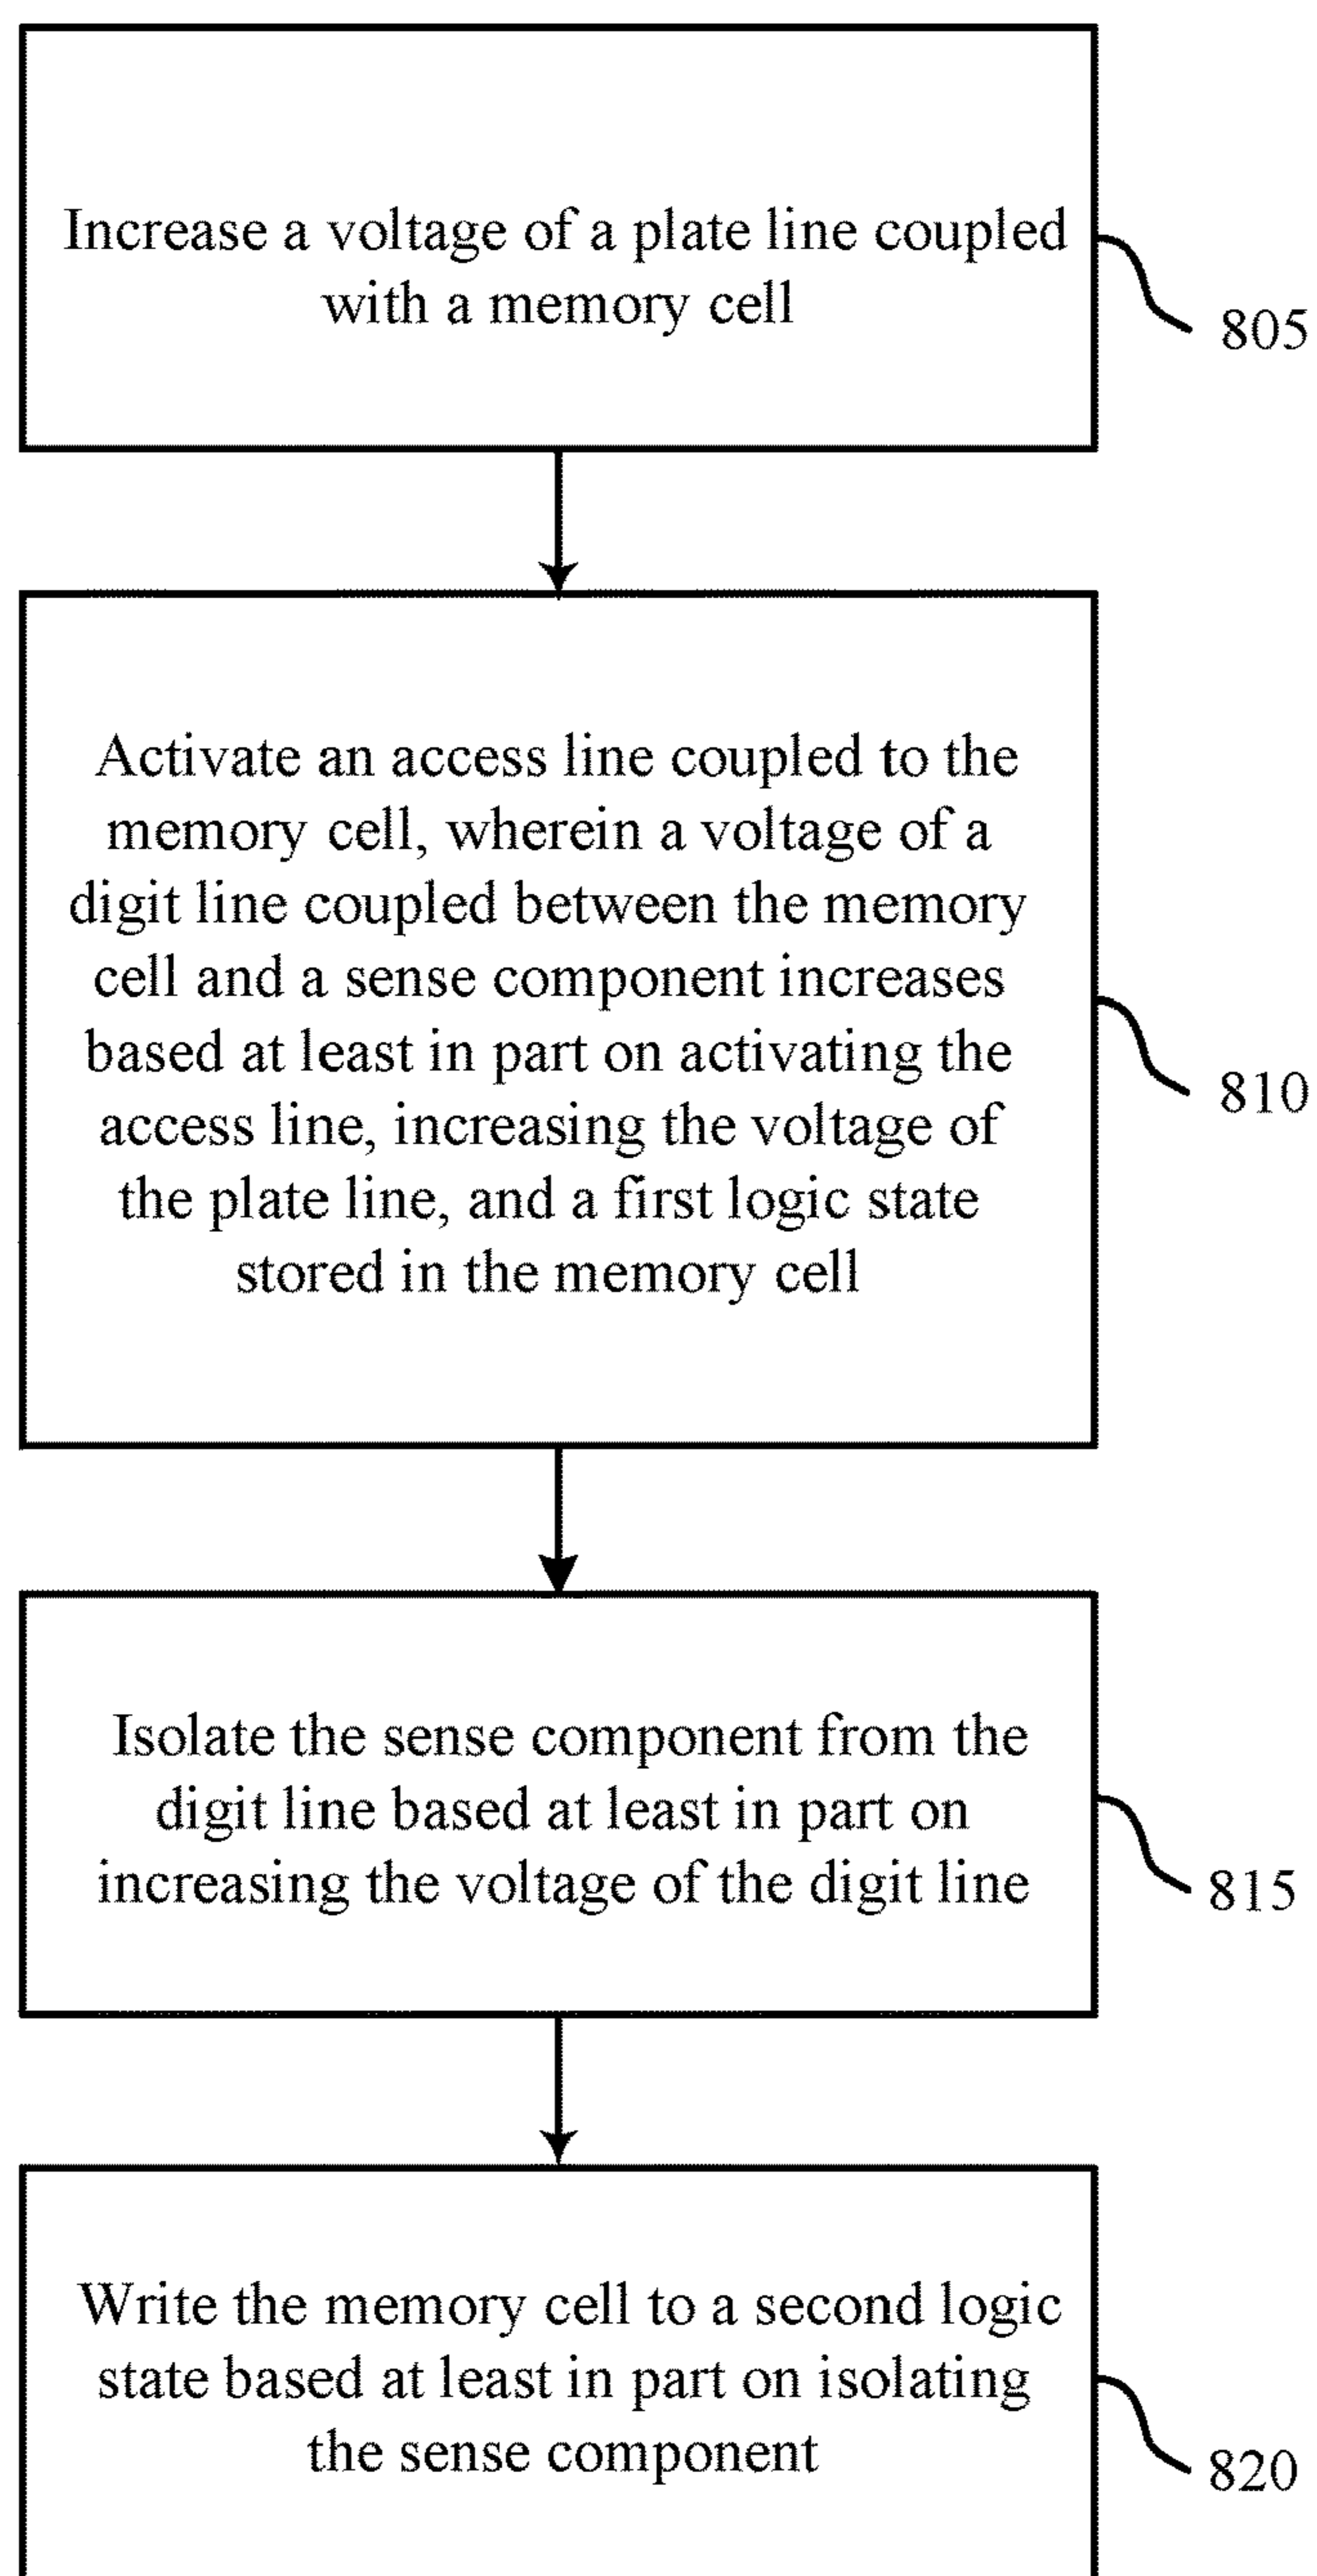 Increase a voltage of a plate line coupled
with a memory cell
805
Activate an access line coupled to the
memory cell, wherein a voltage of a
digit line coupled between the memory
cell and a sense component increases
based at least in part on activating the
access line, increasing the voltage of
the plate line, and a first logic state
stored in the memory cell
810
Isolate the sense component from the
digit line based at least in part on
increasing the voltage of the digit line
815
Write the memory cell to a second logic
state based at least in part on isolating
the sense component
820